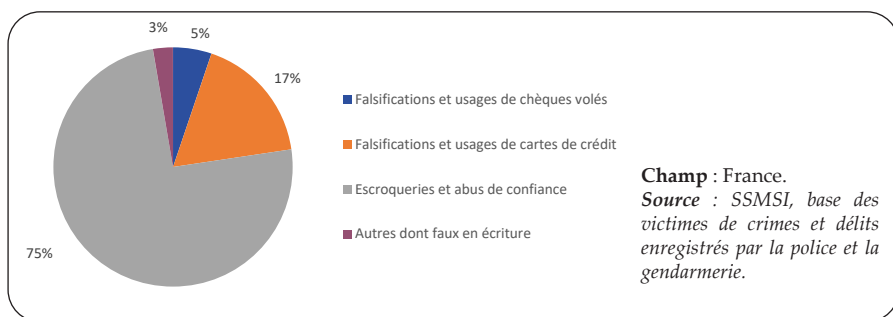 3%
5%
17%
75%
Falsifications et usages de chèques volés
Falsifications et usages de cartes de crédit
Escroqueries et abus de confiance
Autres dont faux en écriture
Champ : France.
Source : SSMSI, base des
victimes de crimes et délits
enregistrés par la police et la
gendarmerie.